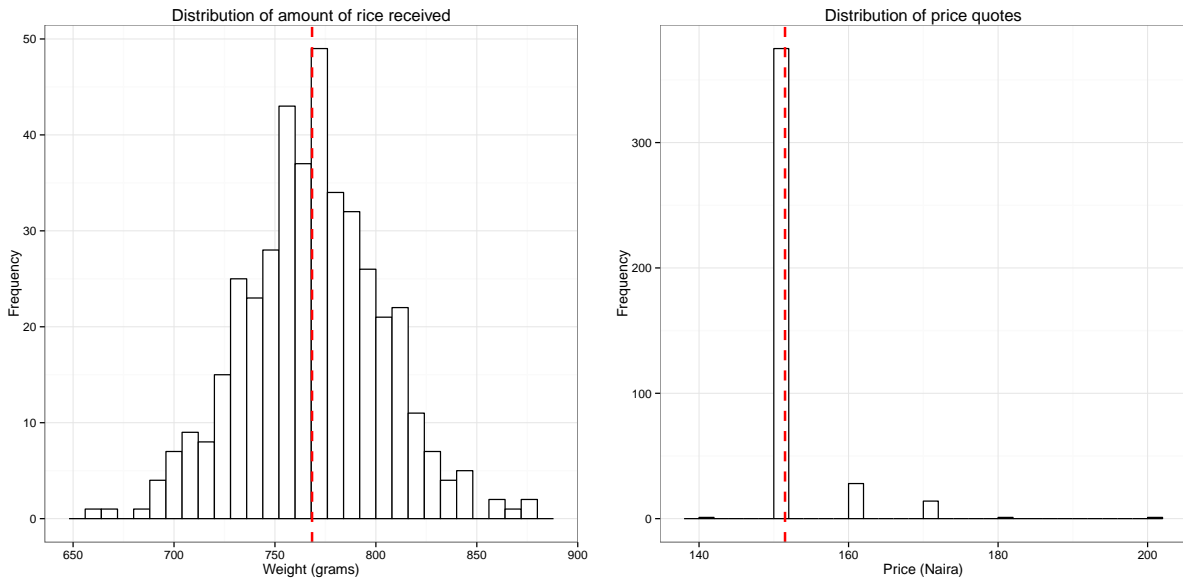 Distribution of amount of rice received
50
40
30
20
10
0
Frequency
650 700 750 800 850 900
Weight (grams)
Distribution of price quotes
300
200
100
0
Frequency
140 160 180 200
Price (Naira)